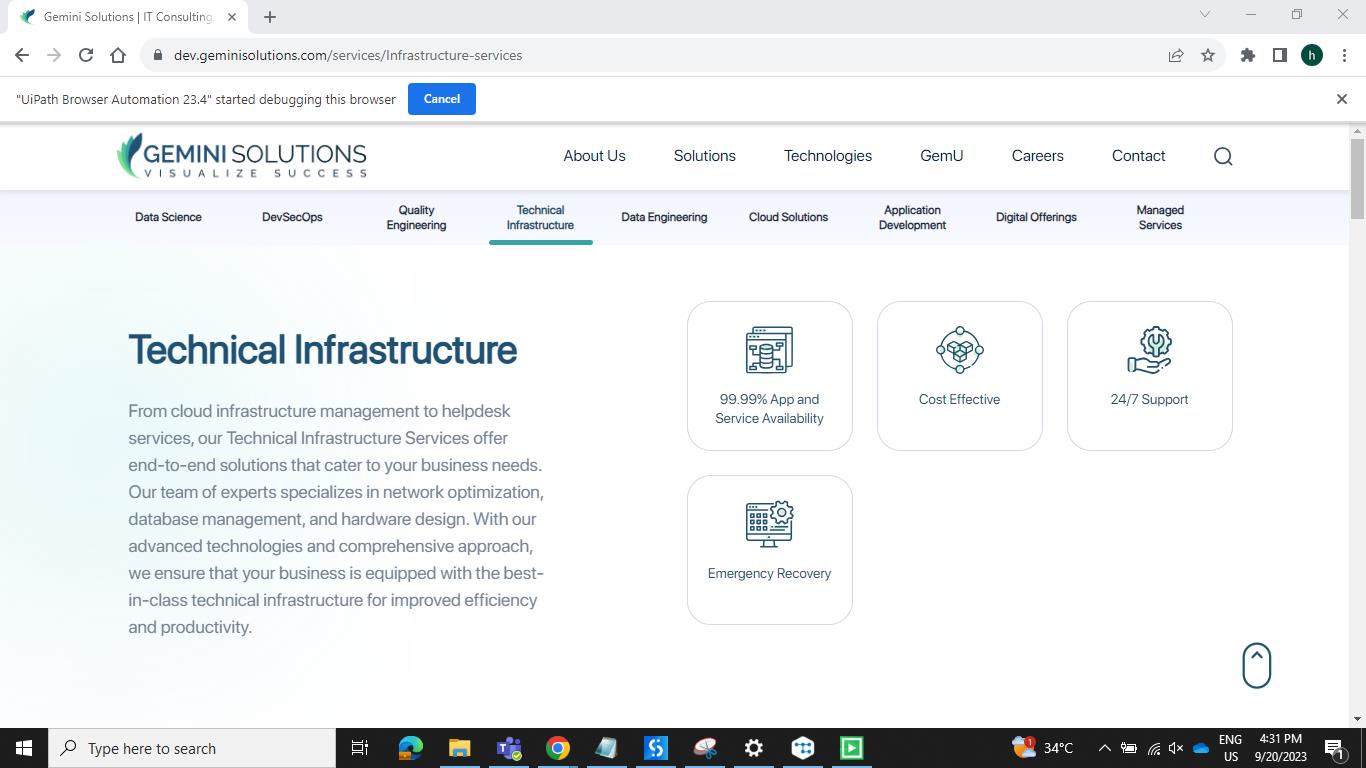 Gemini Solutions | IT Consulting,
dev.geminisolutions.com/services/Infrastructure-services
h
"UiPath Browser Automation 23.4" started debugging this browser
Cancel
GEMINI SOLUTIONS
VISUALIZE SUCCESS
About Us
Solutions
Technologies
GemU
Careers
Contact
Data Science
DevSecOps
Quality
Engineering
Technical
Infrastructure
Data Engineering
Cloud Solutions
Application
Development
Digital Offerings
Managed
Services
Technical Infrastructure
From cloud infrastructure management to helpdesk
services, our Technical Infrastructure Services offer
end-to-end solutions that cater to your business needs.
Our team of experts specializes in network optimization,
database management, and hardware design. With our
advanced technologies and comprehensive approach,
we ensure that your business is equipped with the best-
in-class technical infrastructure for improved efficiency
and productivity.
99.99% App and
Service Availability
Cost Effective
24/7 Support
Emergency Recovery
Type here to search
1
34°C
ENG
US
4:31 PM
9/20/2023
1